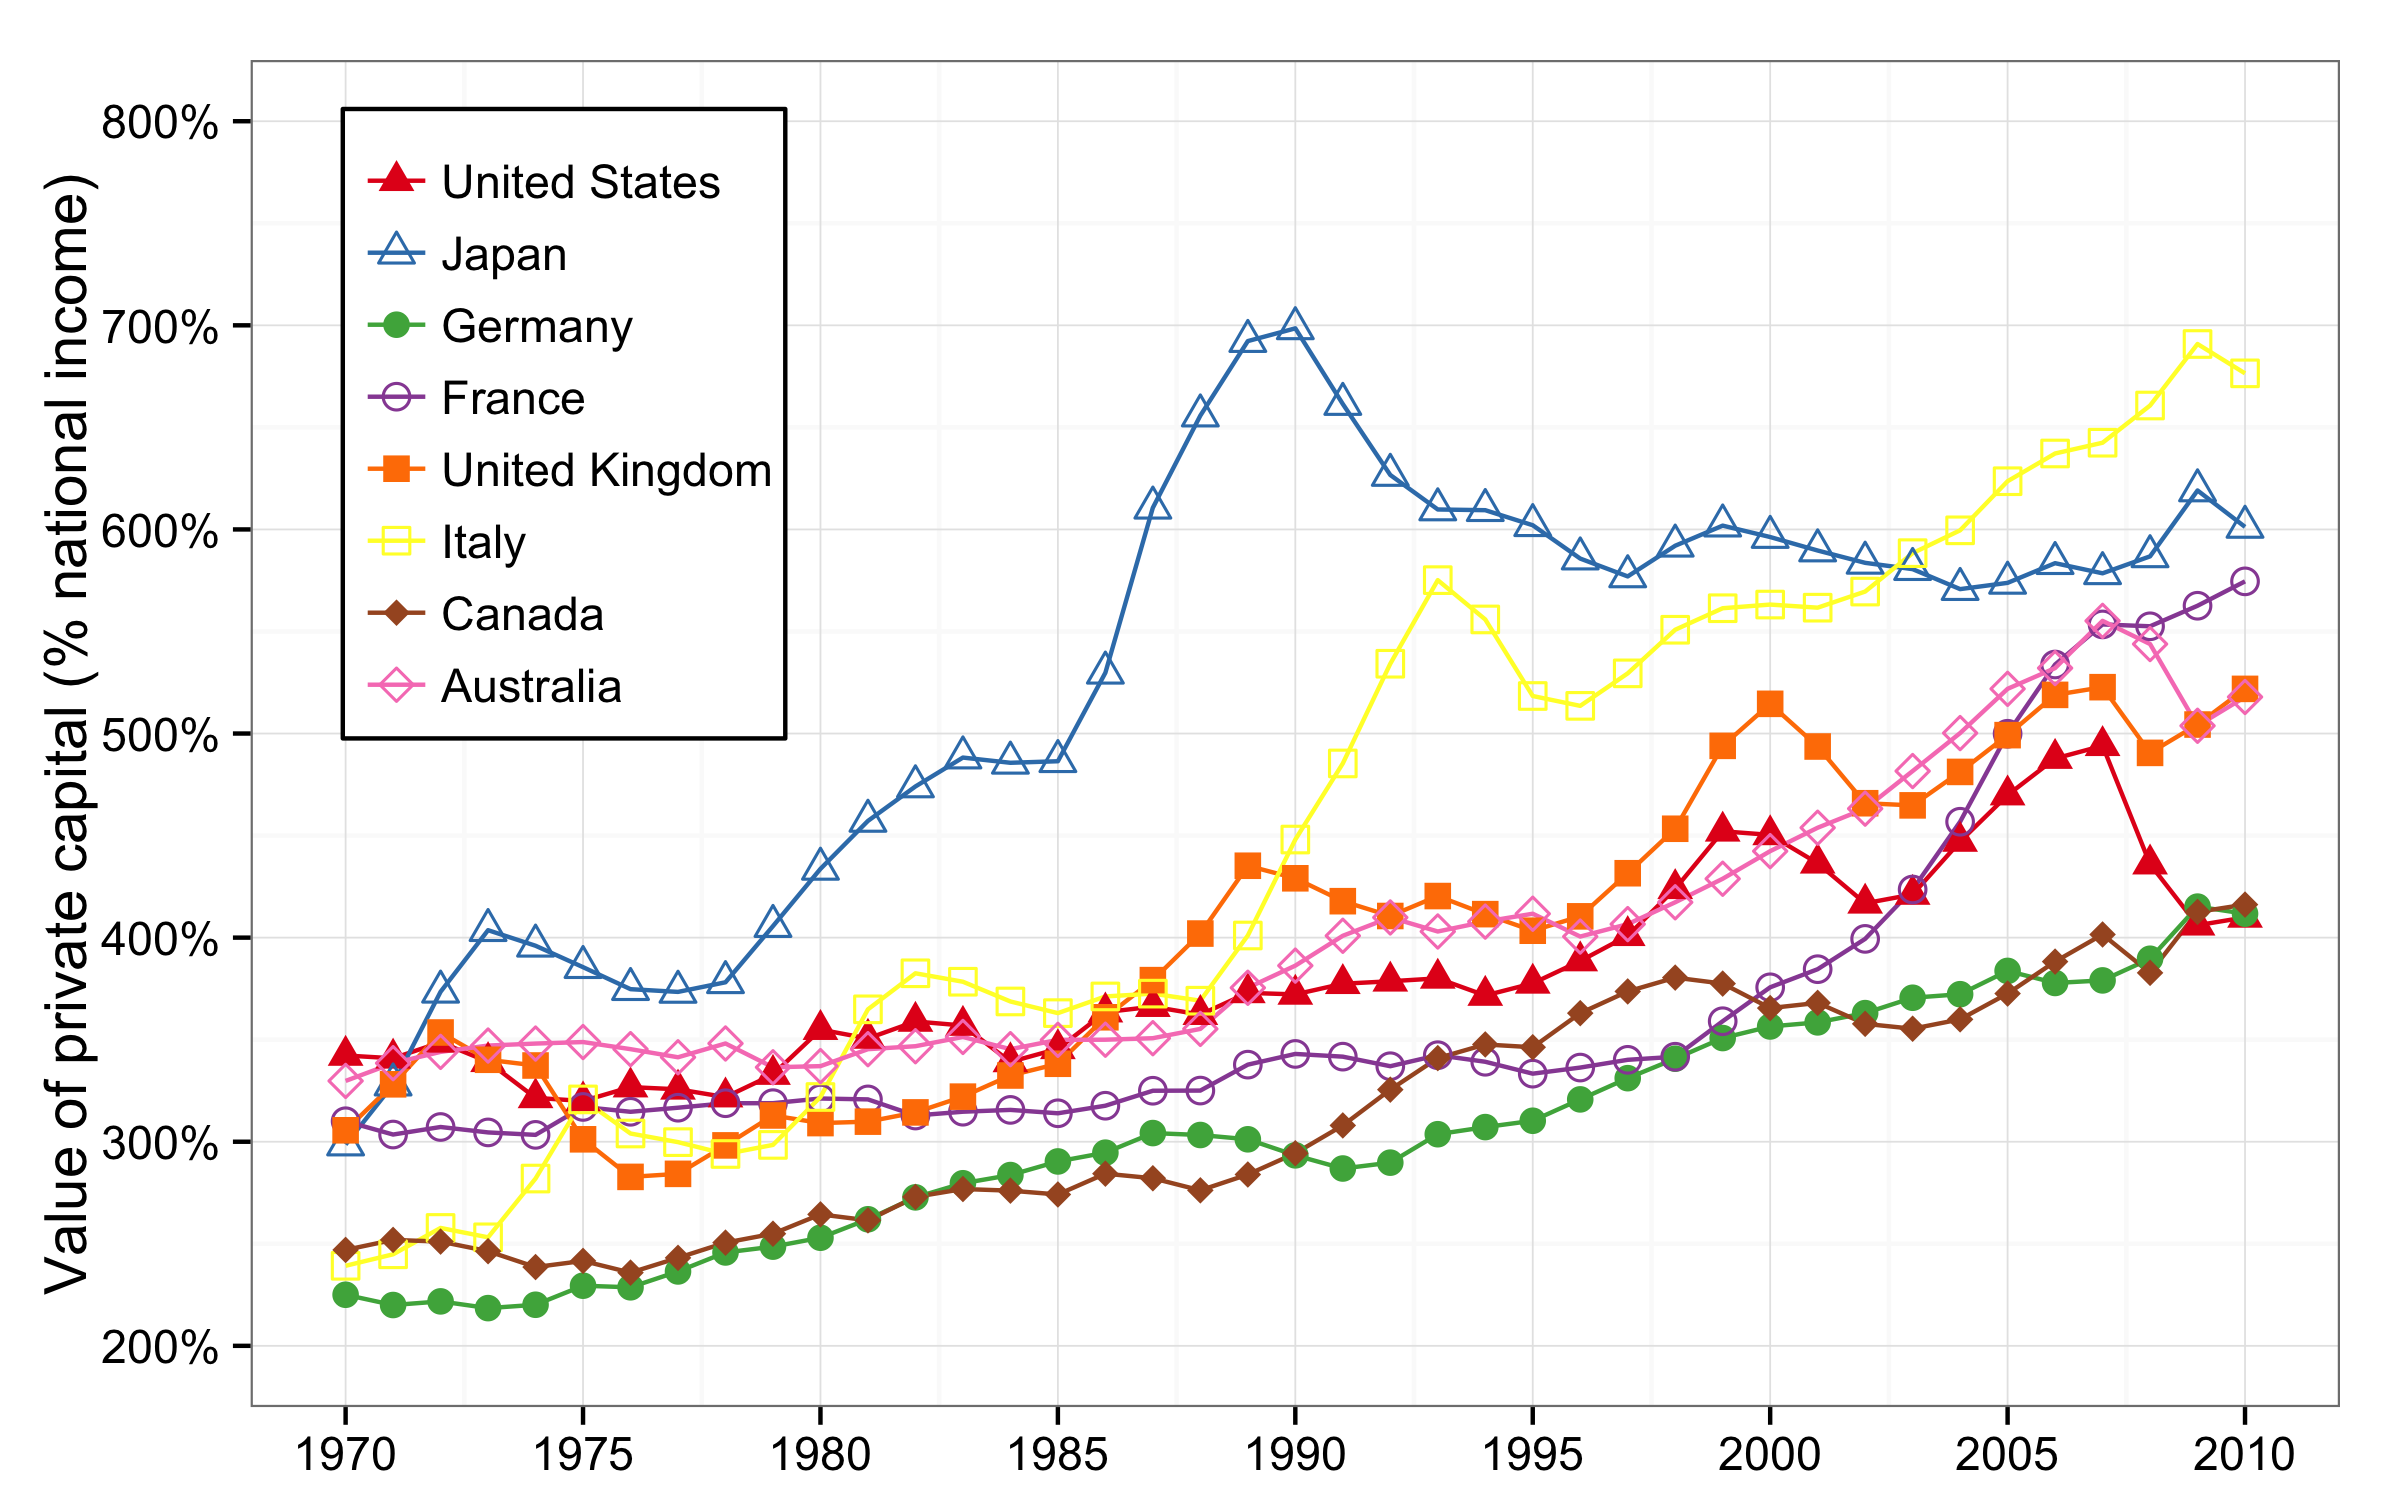 Value of private capital (% national income)
800%
700%
600%
500%
400%
300%
200%
United States
Japan
Germany
France
United Kingdom
Italy
Canada
Australia
1970 1975 1980 1985 1990 1995 2000 2005 2010